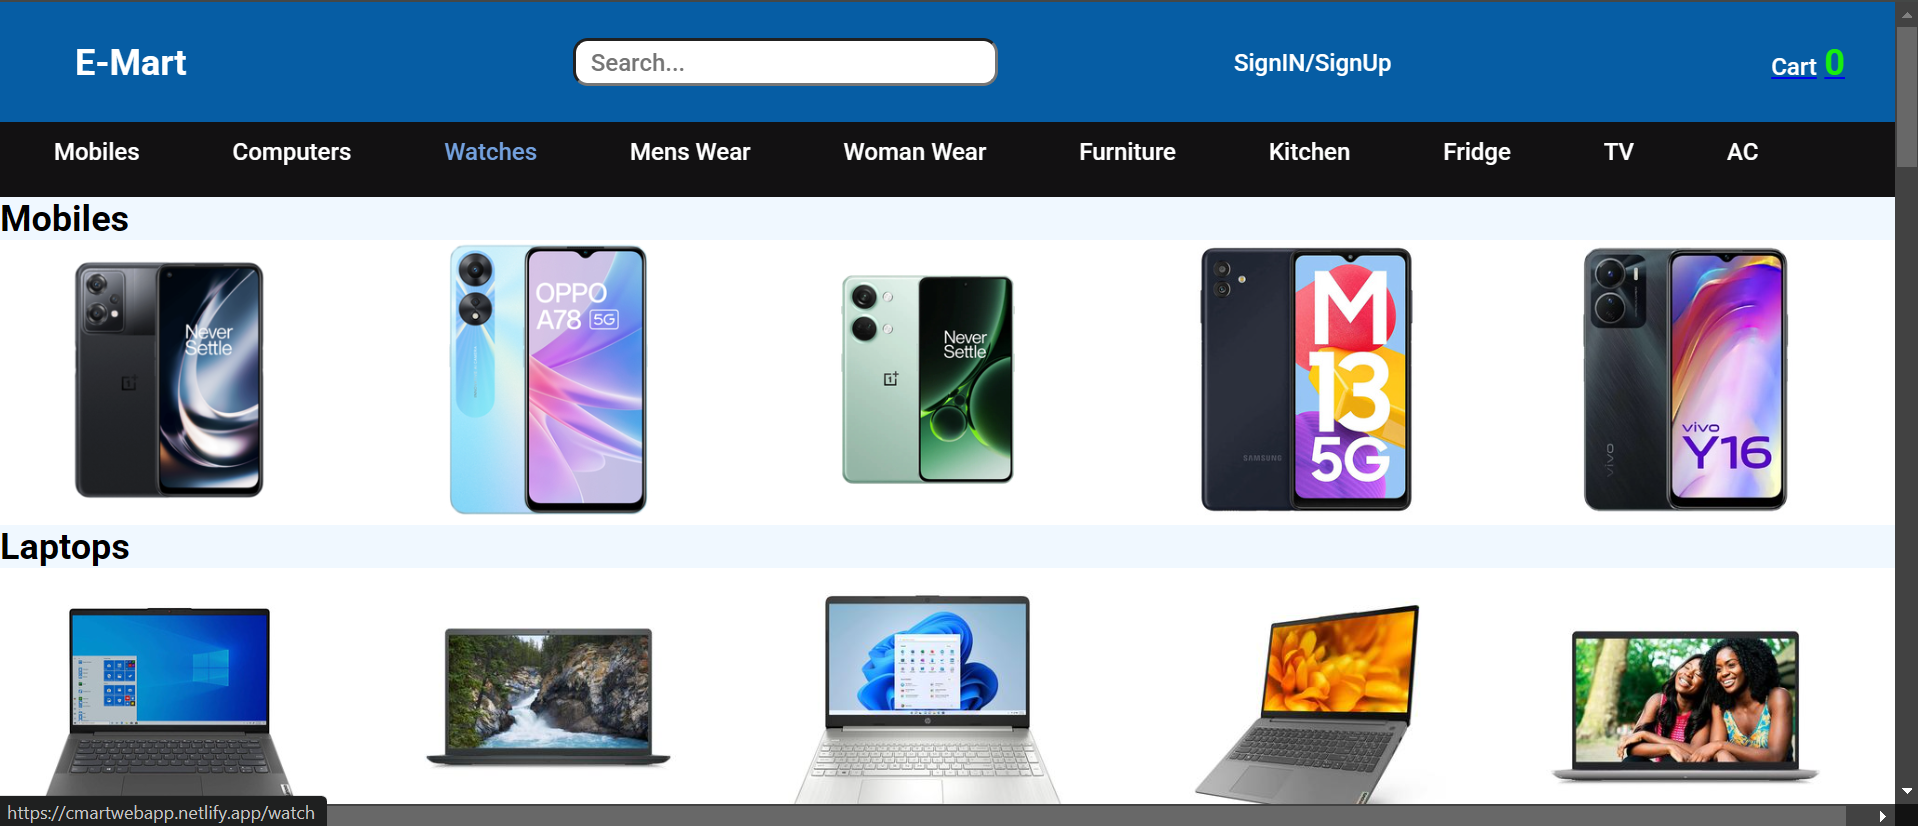 E-Mart
Search...
SignIN/SignUp
Cart 0
Mobiles
Computers
Watches
Mens Wear
Woman Wear
Furniture
Kitchen
Fridge
TV
AC
Mobiles
Never
Settle
OPPO
A78 5G
Never
Settle
SAMSUNG
M
13
5G
vivo
vivo
Y16
Laptops
https://cmartwebapp.netlify.app/watch